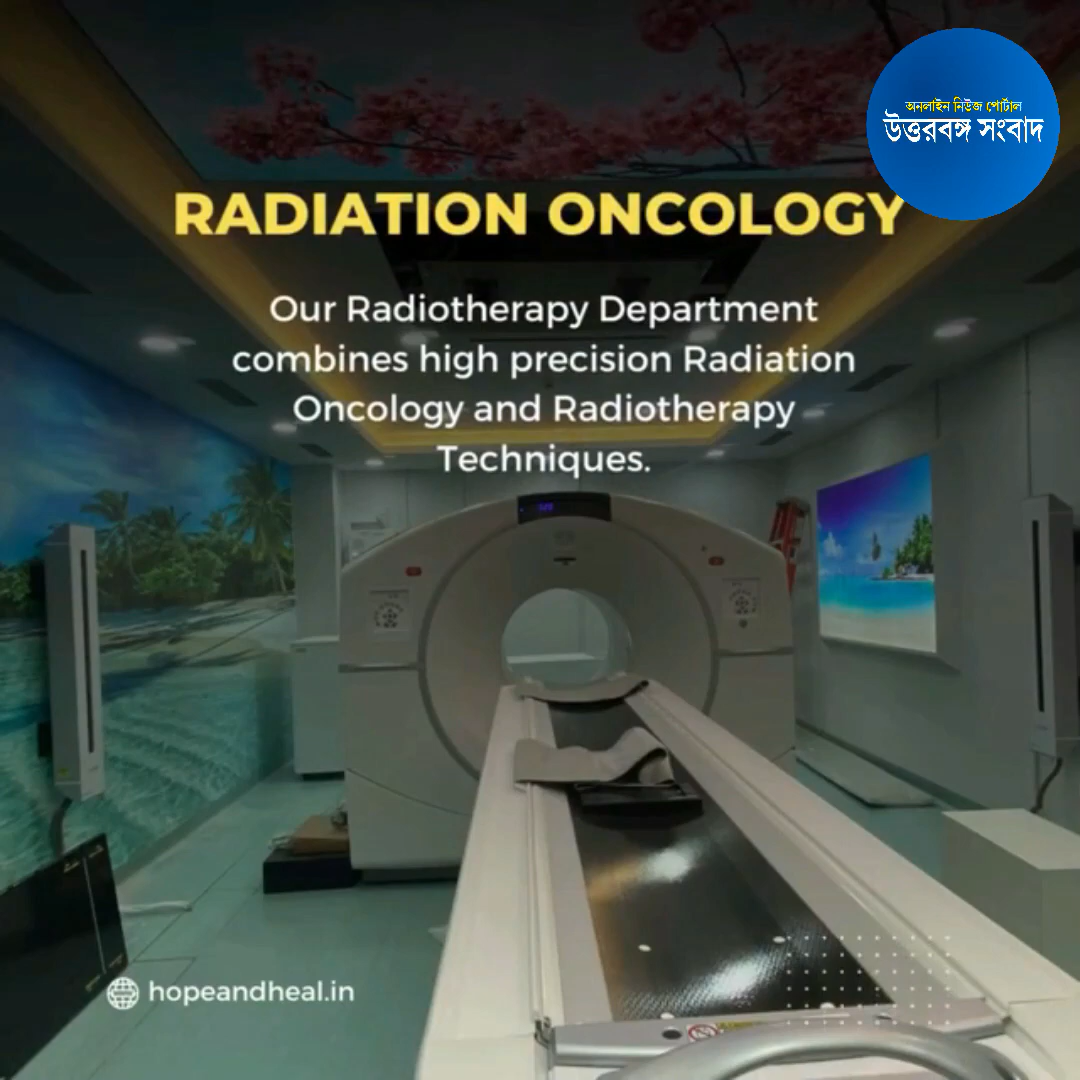 অনলাইন নিউজ পোর্টাল
উত্তরবঙ্গ সংবাদ
RADIATION ONCOLOGY
Our Radiotherapy Department
combines high precision Radiation
Oncology and Radiotherapy
Techniques.
hopeandheal.in